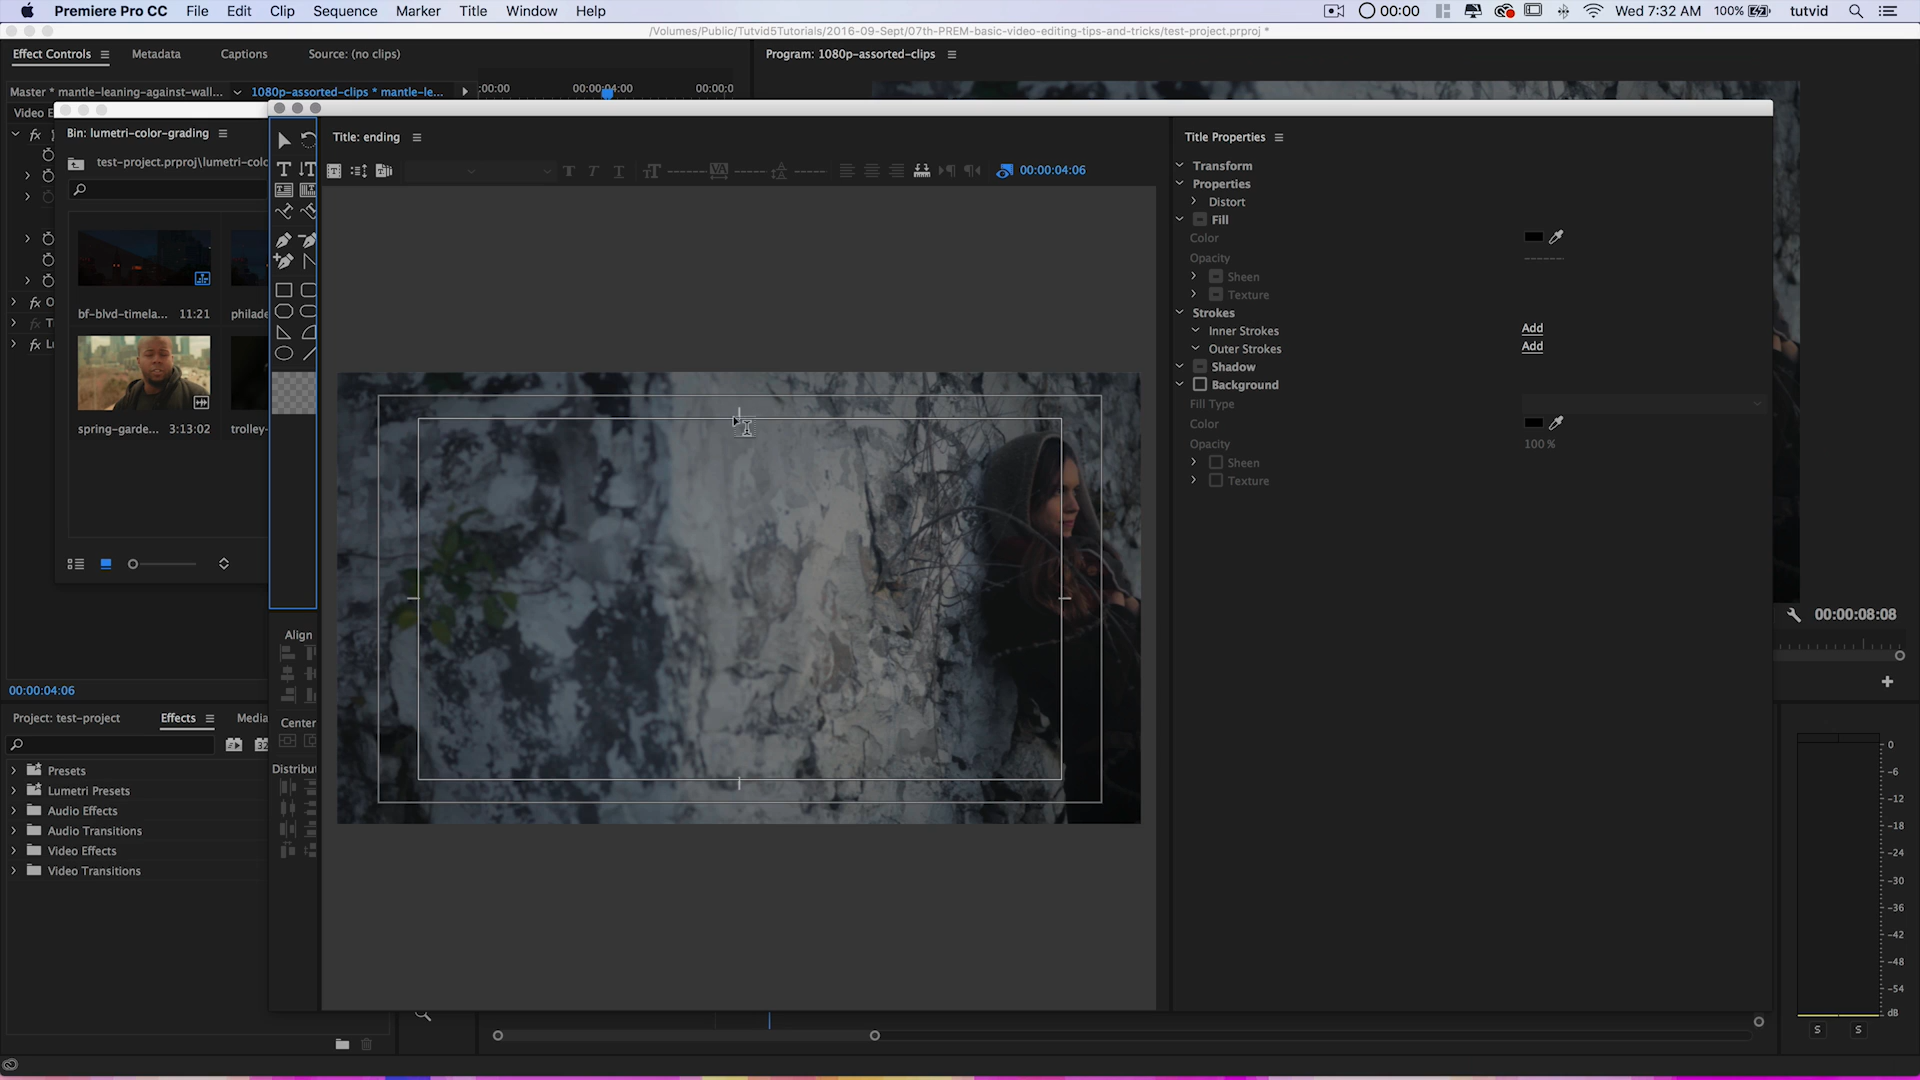 Premiere Pro CC File Edit Clip Sequence Marker Title Window Help 00:00 Wed 7:32 AM 100% tutvid
/Volumes/Public/Tutvid5Tutorials/2016-09-Sept/07th-PREM-basic-video-editing-tips-and-tricks/test-project.prproj *
Effect Controls Metadata Captions Source: (no clips) Program: 1080p-assorted-clips
Master * mantle-leaning-against-wall... 1080p-assorted-clips * mantle-le... :00:00 00:00:04:00 00:00:0
Video E
Bin: lumetri-color-grading
test-project.prproj\lumetri-colo
bf-blvd-timela... 11:21 philade
spring-garde... 3:13:02 trolley-
Title: ending
00:00:04:06
Title Properties
Transform
Properties
Distort
Fill
Color
Opacity
Sheen
Texture
Strokes
Inner Strokes Add
Outer Strokes Add
Shadow
Background
Fill Type
Color
Opacity 100 %
Sheen
Texture
Align
Center
Distribut
00:00:08:08
00:00:04:06
Project: test-project Effects Media
Presets
Lumetri Presets
Audio Effects
Audio Transitions
Video Effects
Video Transitions
0
-6
-12
-18
-24
-30
-36
-42
-48
-54
dB
S S